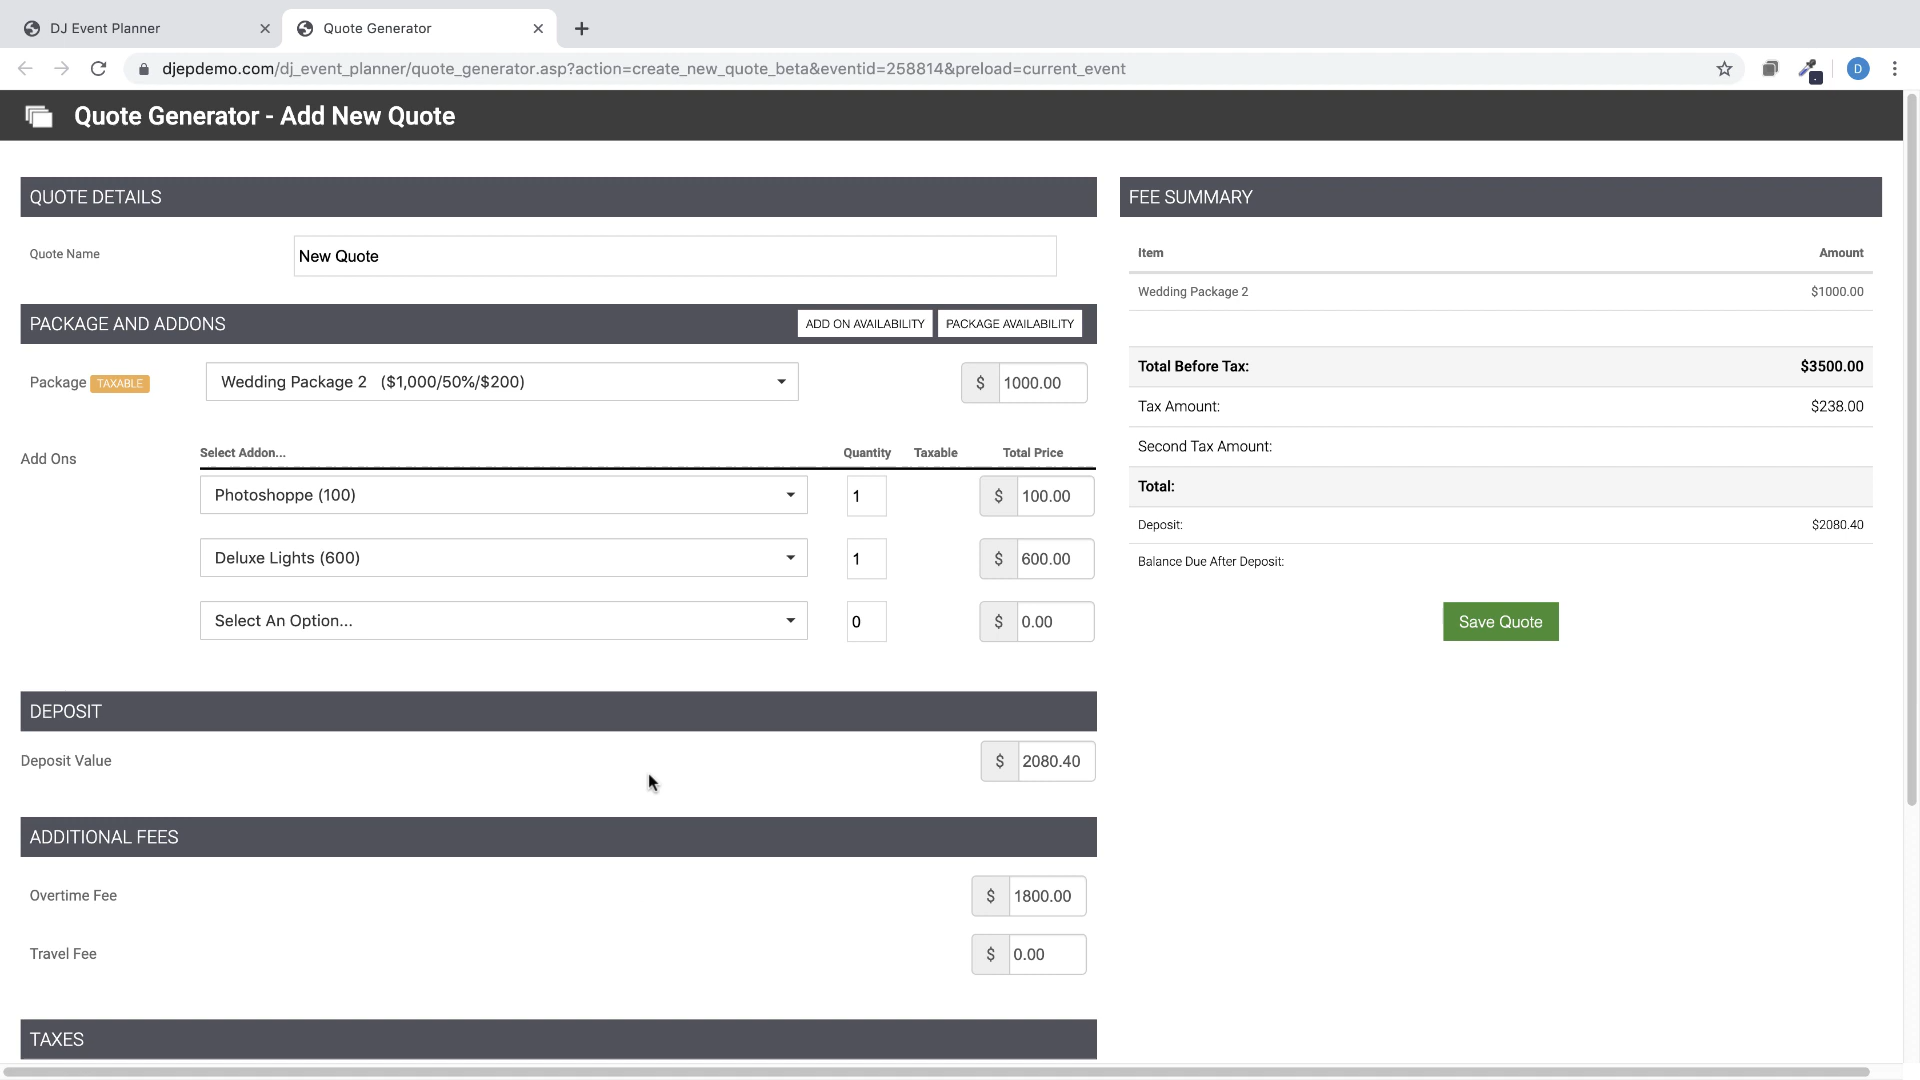 DJ Event Planner
Quote Generator
djepdemo.com/dj_event_planner/quote_generator.asp?action=create_new_quote_beta&eventid=258814&preload=current_event
D
Quote Generator - Add New Quote
QUOTE DETAILS
Quote Name
New Quote
PACKAGE AND ADDONS
ADD ON AVAILABILITY
PACKAGE AVAILABILITY
Package TAXABLE
Wedding Package 2 ($1,000/50%/$200)
$ 1000.00
Add Ons
Select Addon... Quantity Taxable Total Price
Photoshoppe (100) 1 $ 100.00
Deluxe Lights (600) 1 $ 600.00
Select An Option... 0 $ 0.00
DEPOSIT
Deposit Value $ 2080.40
ADDITIONAL FEES
Overtime Fee $ 1800.00
Travel Fee $ 0.00
TAXES
FEE SUMMARY
Item Amount
Wedding Package 2 $1000.00
Total Before Tax: $3500.00
Tax Amount: $238.00
Second Tax Amount:
Total:
Deposit: $2080.40
Balance Due After Deposit:
Save Quote